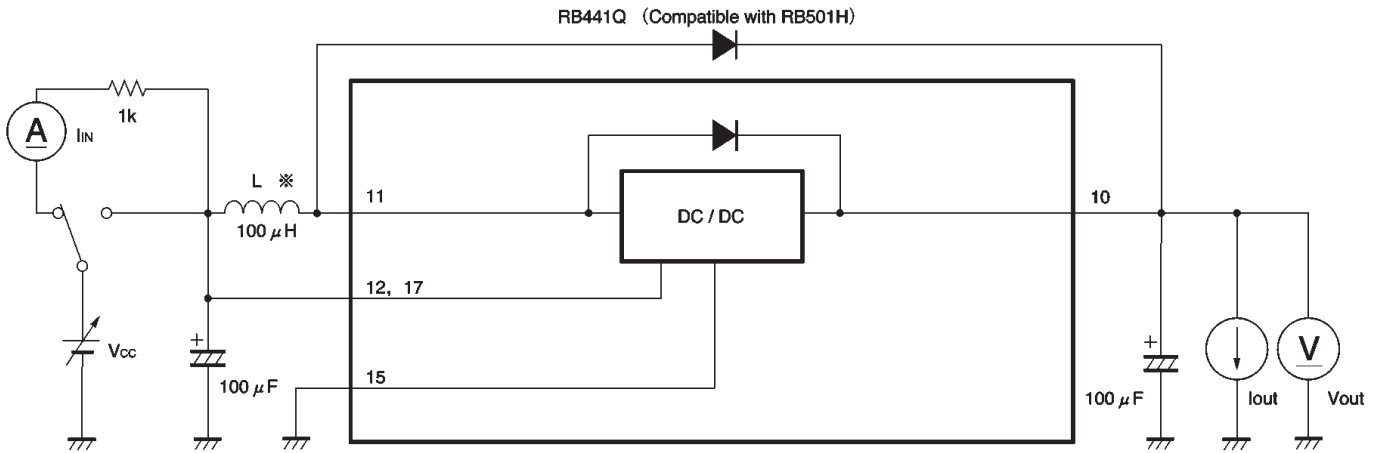 RB441Q (Compatible with RB501H)
1k
A
IIN
L ※
11
10
100 μH
DC / DC
12, 17
+
VCC
100 μF
15
+
100 μF
Iout
V
Vout